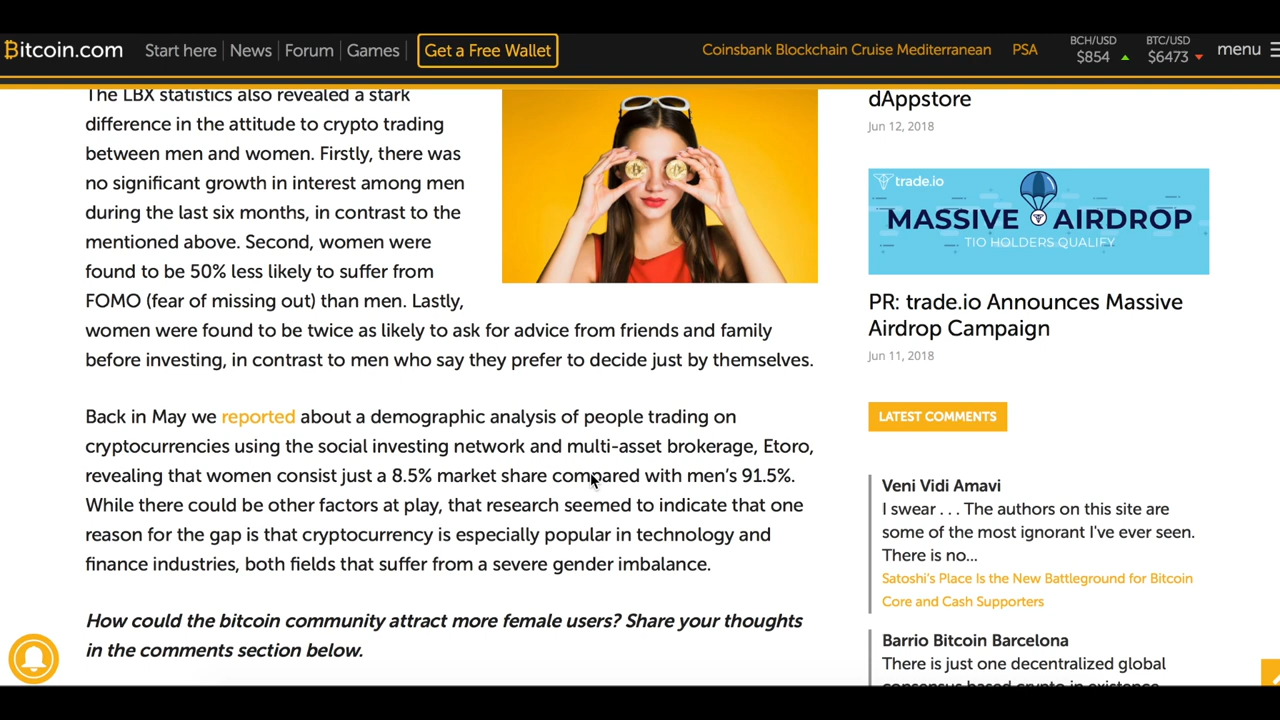 Bitcoin.com Start here News Forum Games Get a Free Wallet Coinsbank Blockchain Cruise Mediterranean PSA BCH/USD $854 BTC/USD $6473 menu
The LBX statistics also revealed a stark
difference in the attitude to crypto trading
between men and women. Firstly, there was
no significant growth in interest among men
during the last six months, in contrast to the
mentioned above. Second, women were
found to be 50% less likely to suffer from
FOMO (fear of missing out) than men. Lastly,
women were found to be twice as likely to ask for advice from friends and family
before investing, in contrast to men who say they prefer to decide just by themselves.
Back in May we reported about a demographic analysis of people trading on
cryptocurrencies using the social investing network and multi-asset brokerage, Etoro,
revealing that women consist just a 8.5% market share compared with men's 91.5%.
While there could be other factors at play, that research seemed to indicate that one
reason for the gap is that cryptocurrency is especially popular in technology and
finance industries, both fields that suffer from a severe gender imbalance.
How could the bitcoin community attract more female users? Share your thoughts
in the comments section below.
dAppstore
Jun 12, 2018
trade.io
MASSIVE AIRDROP
TIO HOLDERS QUALIFY
PR: trade.io Announces Massive
Airdrop Campaign
Jun 11, 2018
LATEST COMMENTS
Veni Vidi Amavi
I swear . . . The authors on this site are
some of the most ignorant I've ever seen.
There is no...
Satoshi's Place Is the New Battleground for Bitcoin
Core and Cash Supporters
Barrio Bitcoin Barcelona
There is just one decentralized global
consensus based crypto in existence